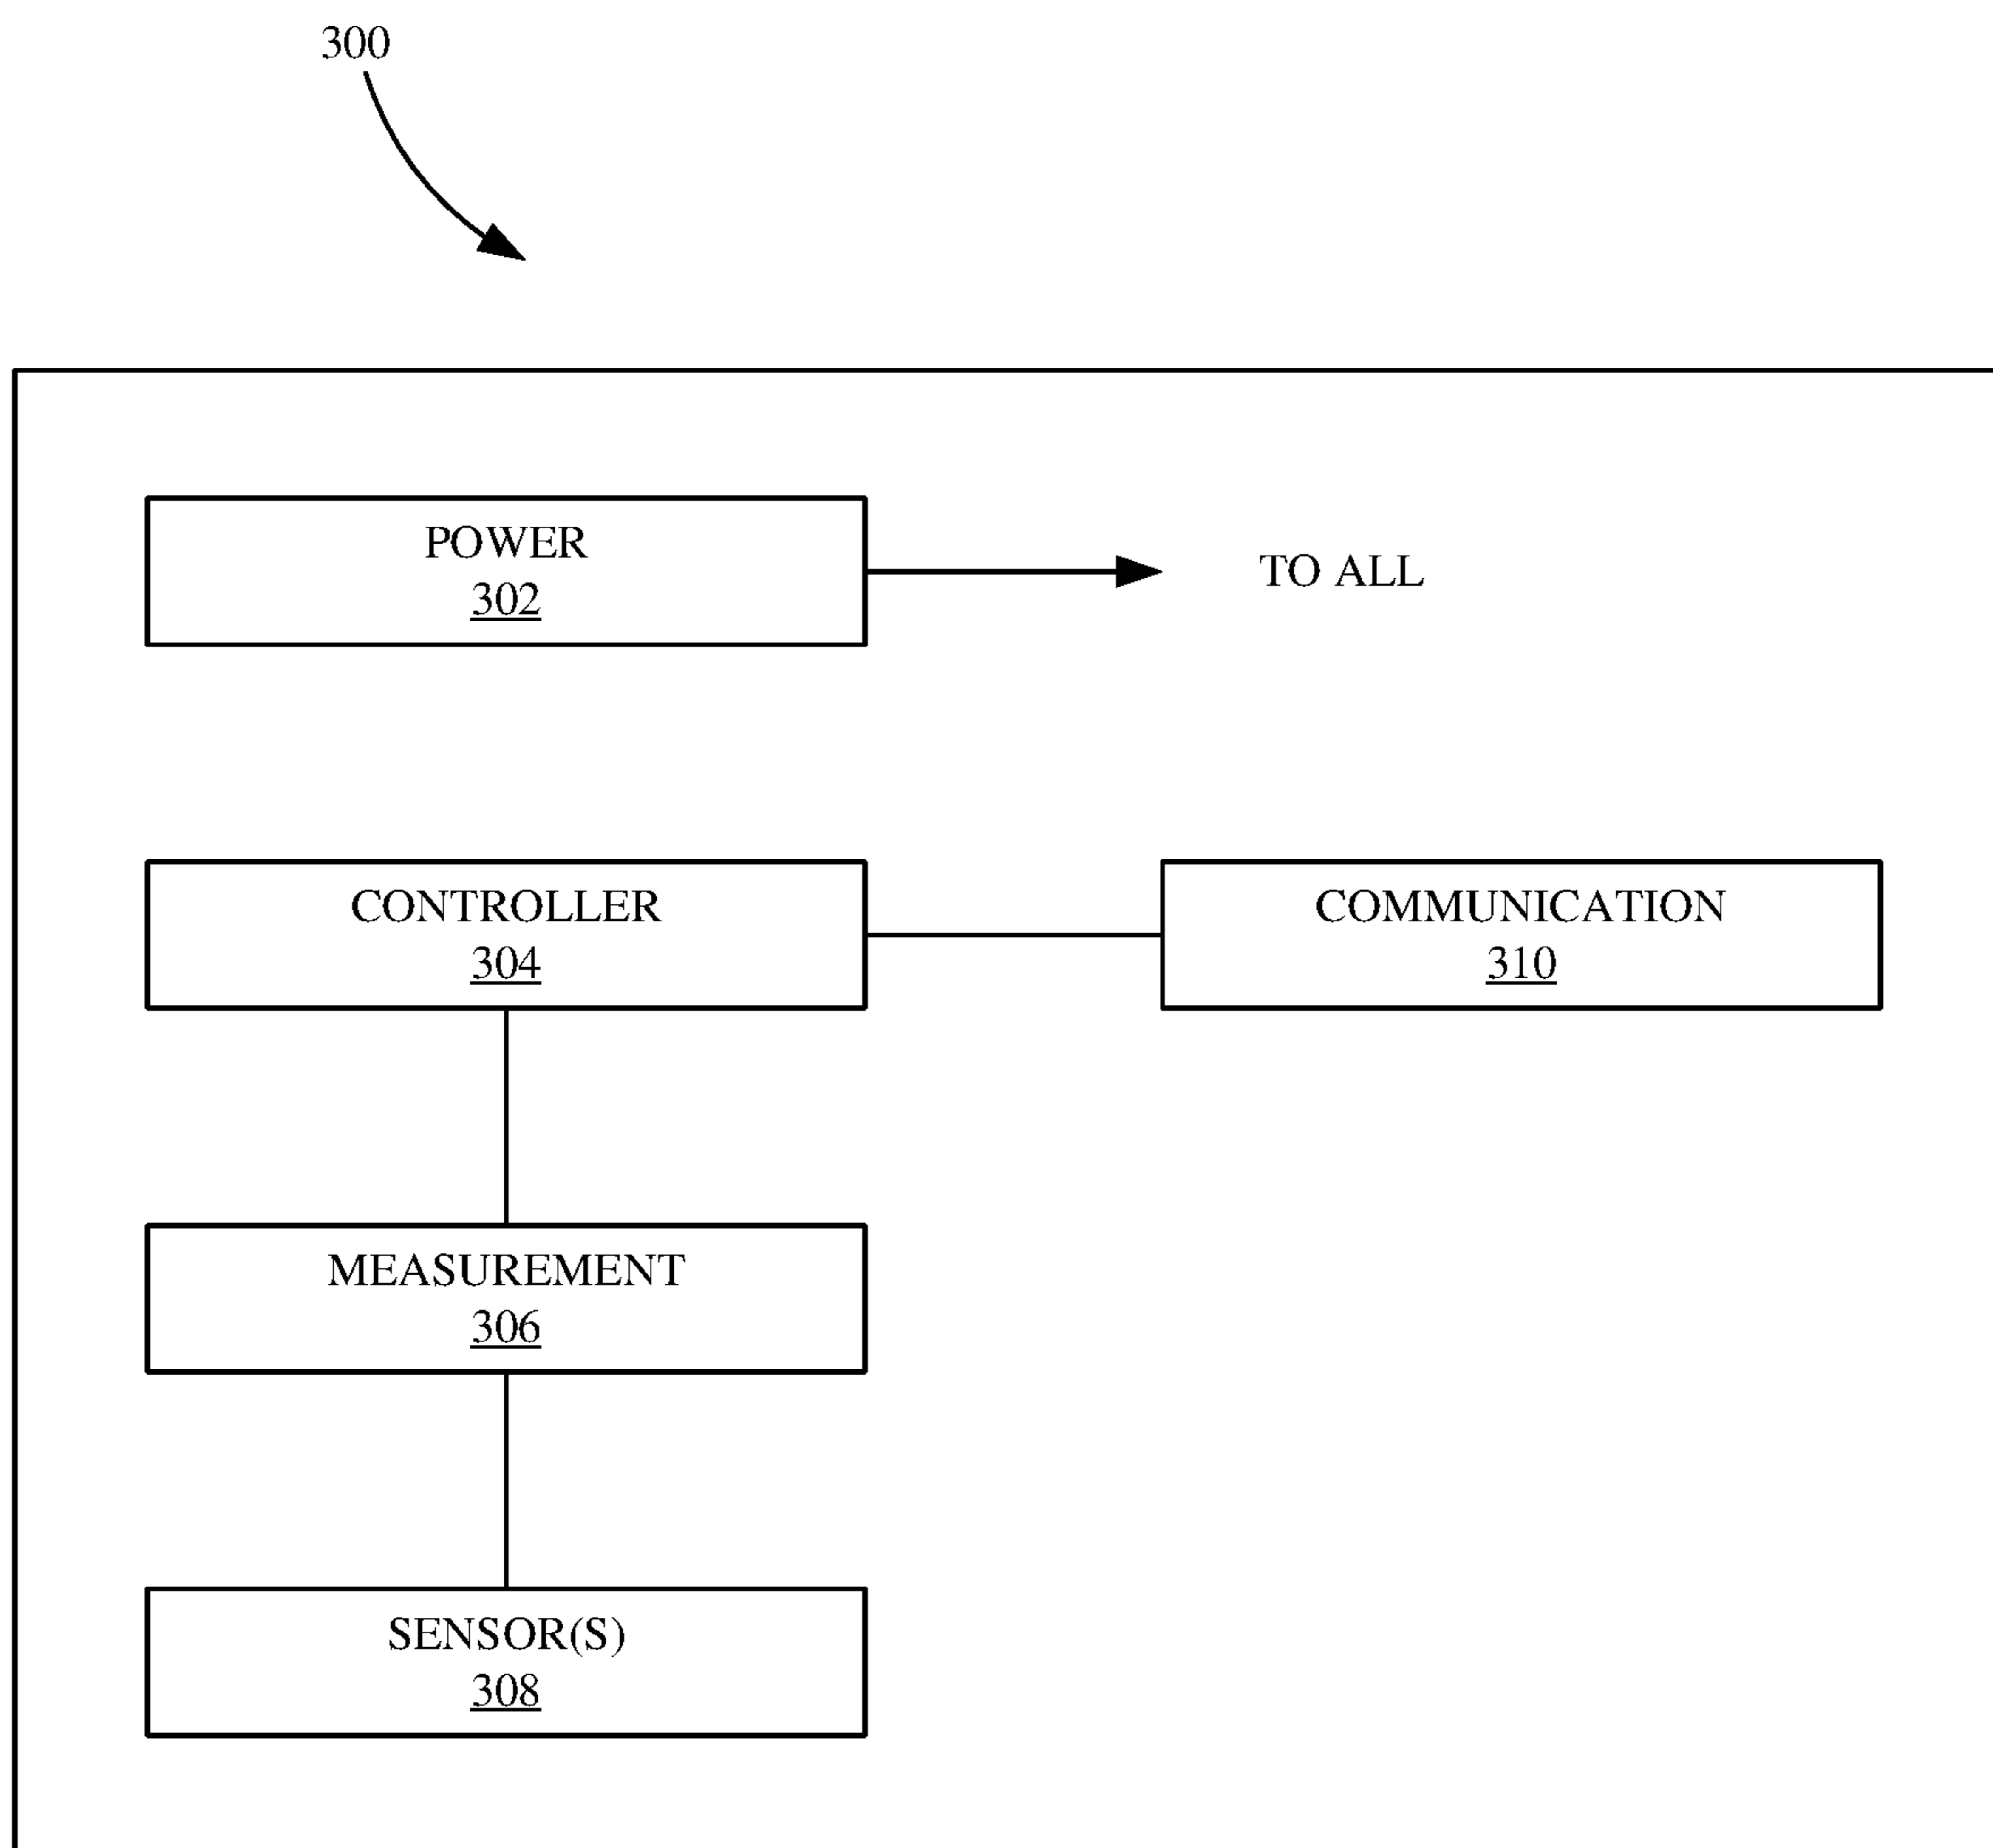 300
POWER
302
TO ALL
CONTROLLER
304
COMMUNICATION
310
MEASUREMENT
306
SENSOR(S)
308